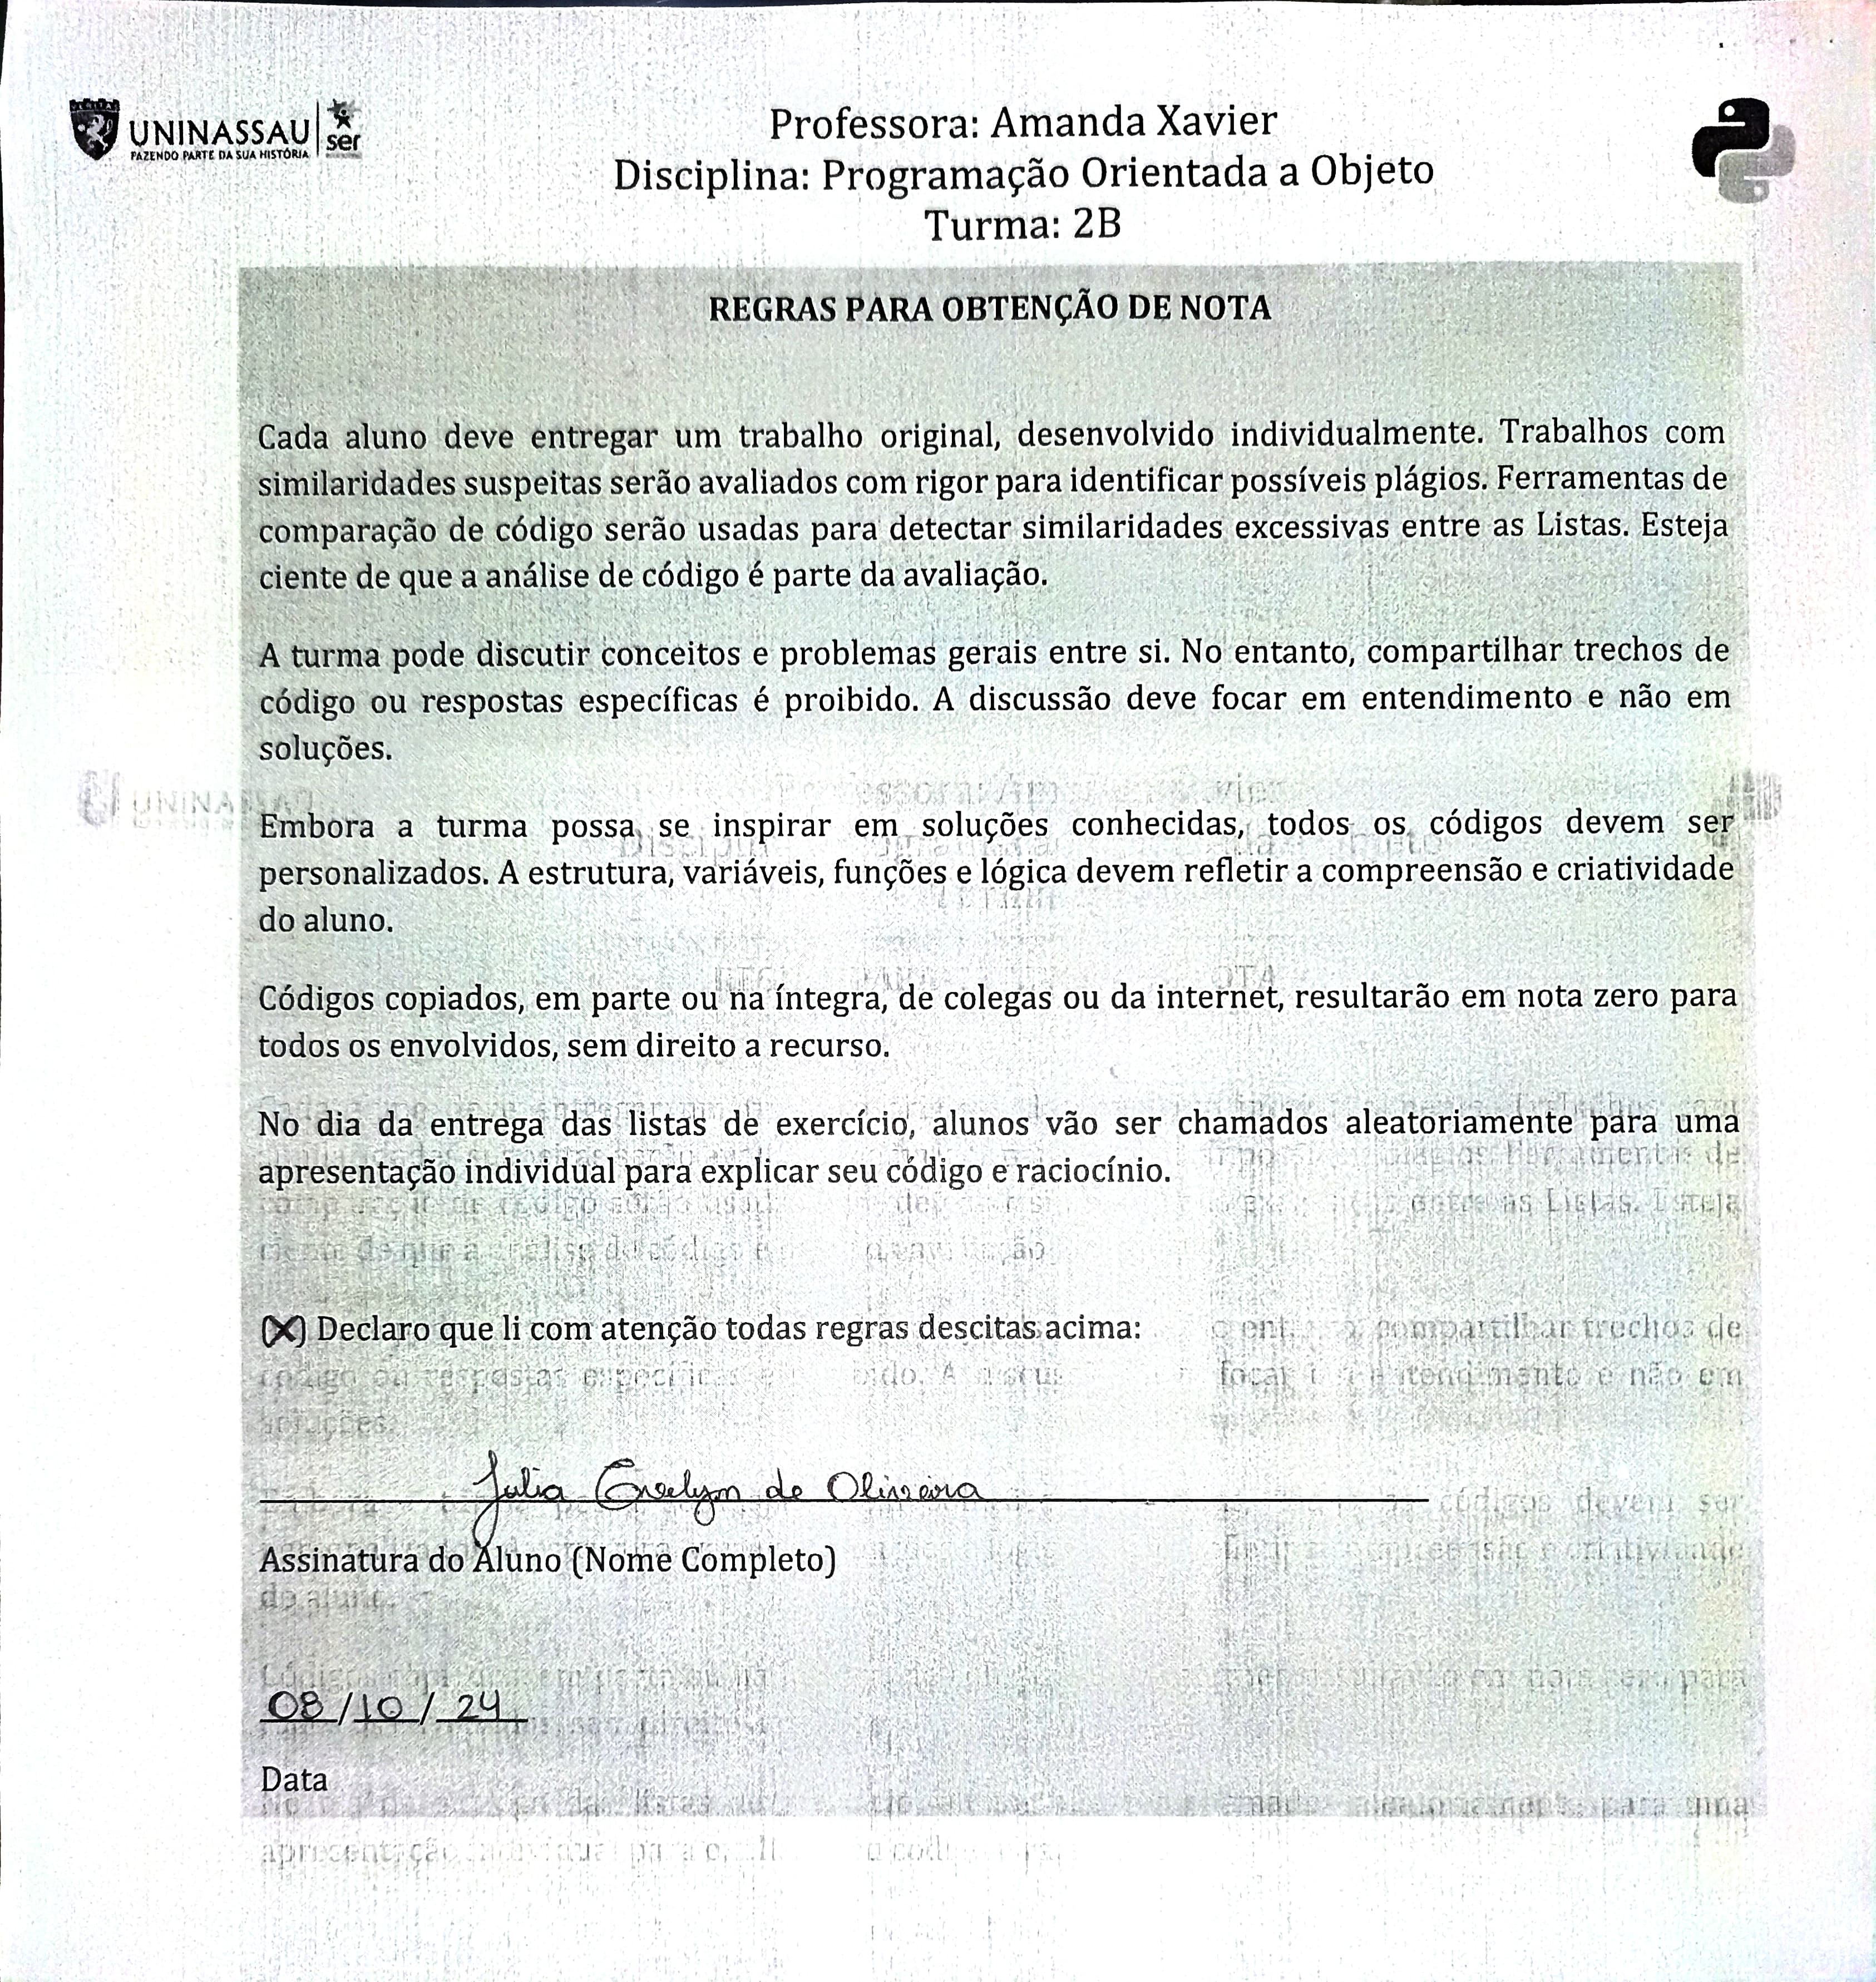 UNINASSAU
FAZENDO PARTE DA SUA HISTÓRIA
ser
Professora: Amanda Xavier
Disciplina: Programação Orientada a Objeto
Turma: 2B
REGRAS PARA OBTENÇÃO DE NOTA
Cada aluno deve entregar um trabalho original, desenvolvido individualmente. Trabalhos com
similaridades suspeitas serão avaliados com rigor para identificar possíveis plágios. Ferramentas de
comparação de código serão usadas para detectar similaridades excessivas entre as Listas. Esteja
ciente de que a análise de código é parte da avaliação.
A turma pode discutir conceitos e problemas gerais entre si. No entanto, compartilhar trechos de
código ou respostas específicas é proibido. A discussão deve focar em entendimento e não em
soluções.
Embora a turma possa se inspirar em soluções conhecidas, todos os códigos devem ser
personalizados. A estrutura, variáveis, funções e lógica devem refletir a compreensão e criatividade
do aluno.
Códigos copiados, em parte ou na íntegra, de colegas ou da internet, resultarão em nota zero para
todos os envolvidos, sem direito a recurso.
No dia da entrega das listas de exercício, alunos vão ser chamados aleatoriamente para uma
apresentação individual para explicar seu código e raciocínio.
(X) Declaro que li com atenção todas regras descitas acima:
Julia Evelyn de Oliveira
Assinatura do Aluno (Nome Completo)
08/10/24
Data